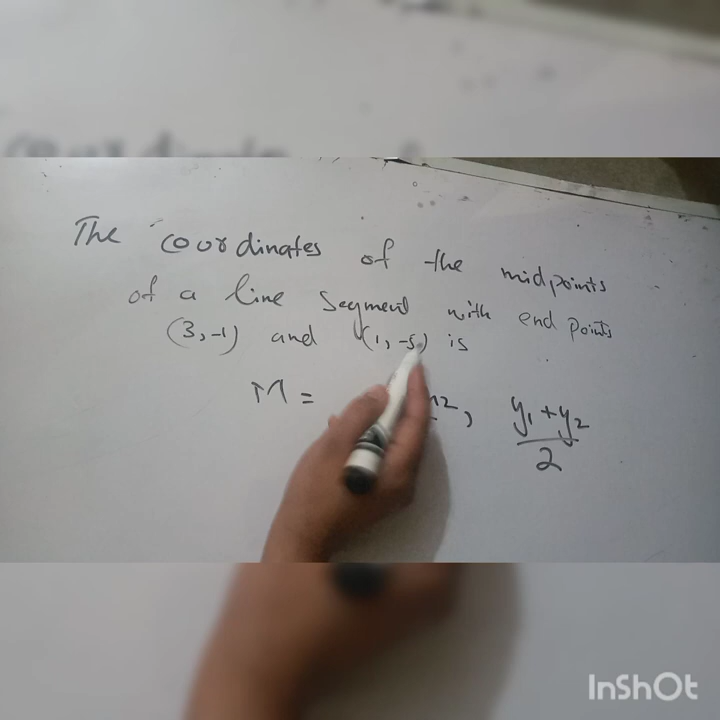 The coordinates of the midpoints
of a line segment with end points
(3,-1) and (1,-5) is
M = , y₁+y₂
2
InShOt